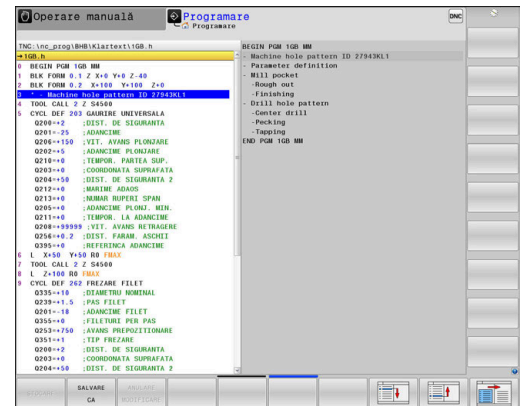 Operare manuală
Programare
Programare
DNC
TNC:\nc_prog\BHB\Klartext\1GB.h
→1GB.h
0 BEGIN PGM 1GB MM
1 BLK FORM 0.1 Z X+0 Y+0 Z-40
2 BLK FORM 0.2 X+100 Y+100 Z+0
3 * - Machine hole pattern ID 27943KL1
4 TOOL CALL 2 Z S4500
5 CYCL DEF 203 GAURIRE UNIVERSALA
Q200=+2 ;DIST. DE SIGURANTA
Q201=-25 ;ADANCIME
Q206=+150 ;VIT. AVANS PLONJARE
Q202=+5 ;ADANCIME PLONJARE
Q210=+0 ;TEMPOR. PARTEA SUP.
Q203=+0 ;COORDONATA SUPRAFATA
Q204=+50 ;DIST. DE SIGURANTA 2
Q212=+0 ;MARIME ADAOS
Q213=+0 ;NUMAR RUPERI SPAN
Q205=+0 ;ADANCIME PLONJ. MIN.
Q211=+0 ;TEMPOR. LA ADANCIME
Q208=+99999 ;VIT. AVANS RETRAGERE
Q256=+0.2 ;DIST. FARAM. ASCHII
Q395=+0 ;REFERINCA ADANCIME
6 L X+50 Y+50 R0 FMAX
7 TOOL CALL 2 Z S4500
8 L Z+100 R0 FMAX
9 CYCL DEF 262 FREZARE FILET
Q335=+10 ;DIAMETRU NOMINAL
Q239=+1.5 ;PAS FILET
Q201=-18 ;ADANCIME FILET
Q355=+0 ;FILETURI PER PAS
Q253=+750 ;AVANS PREPOZITIONARE
Q351=+1 ;TIP FREZARE
Q200=+2 ;DIST. DE SIGURANTA
Q203=+0 ;COORDONATA SUPRAFATA
Q204=+50 ;DIST. DE SIGURANTA 2
BEGIN PGM 1GB MM
- Machine hole pattern ID 27943KL1
- Parameter definition
- Mill pocket
-Rough out
-Finishing
- Drill hole pattern
-Center drill
-Pecking
-Tapping
END PGM 1GB MM
SALVARE
CA
ANULARE
MODIFICARE